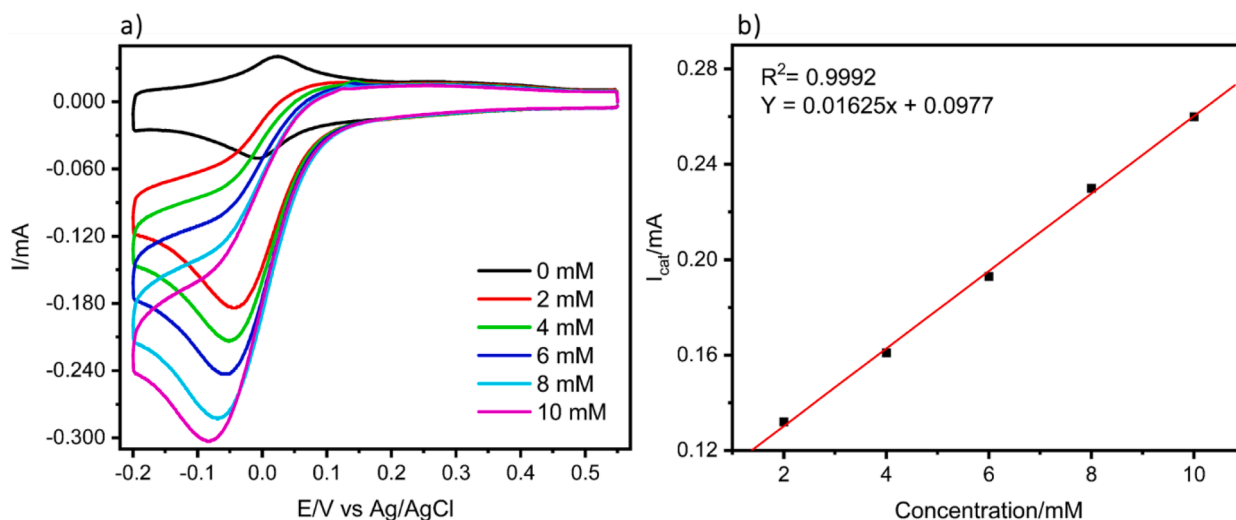 a)
I/mA
0.000
-0.060
-0.120
-0.180
-0.240
-0.300
0 mM
2 mM
4 mM
6 mM
8 mM
10 mM
-0.2 -0.1 0.0 0.1 0.2 0.3 0.4 0.5
E/V vs Ag/AgCl
b)
I_cat/mA
0.28
0.24
0.20
0.16
0.12
R²= 0.9992
Y = 0.01625x + 0.0977
2 4 6 8 10
Concentration/mM